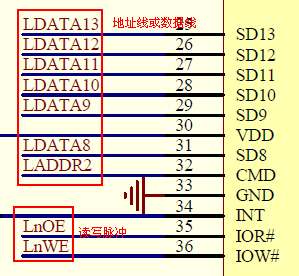 LDATA13 地址线或数据线 SD13
LDATA12 26 SD12
LDATA11 27 SD11
LDATA10 28 SD10
LDATA9 29 SD9
30 VDD
LDATA8 31 SD8
LADDR2 32 CMD
33 GND
34 INT
LnOE 读写脉冲 35 IOR#
LnWE 36 IOW#